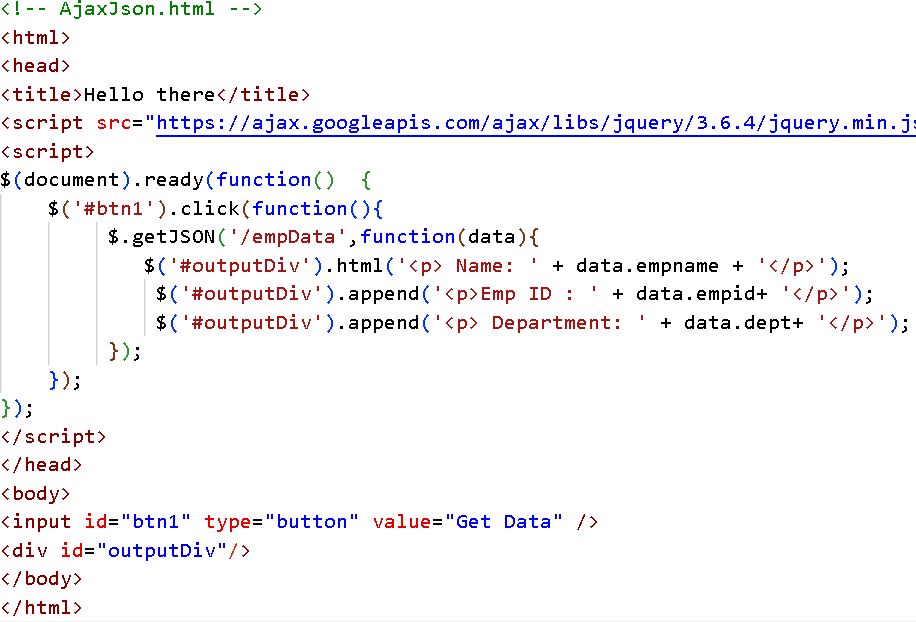 <!-- AjaxJson.html -->
<html>
<head>
<title>Hello there</title>
<script src="https://ajax.googleapis.com/ajax/libs/jquery/3.6.4/jquery.min.js
<script>
$(document).ready(function()  {
    $('#btn1').click(function(){
         $.getJSON('/empData',function(data){
            $('#outputDiv').html('<p> Name: ' + data.empname + '</p>');
             $('#outputDiv').append('<p>Emp ID : ' + data.empid+ '</p>');
             $('#outputDiv').append('<p> Department: ' + data.dept+ '</p>');
         });
    });
});
</script>
</head>
<body>
<input id="btn1" type="button" value="Get Data" />
<div id="outputDiv"/>
</body>
</html>